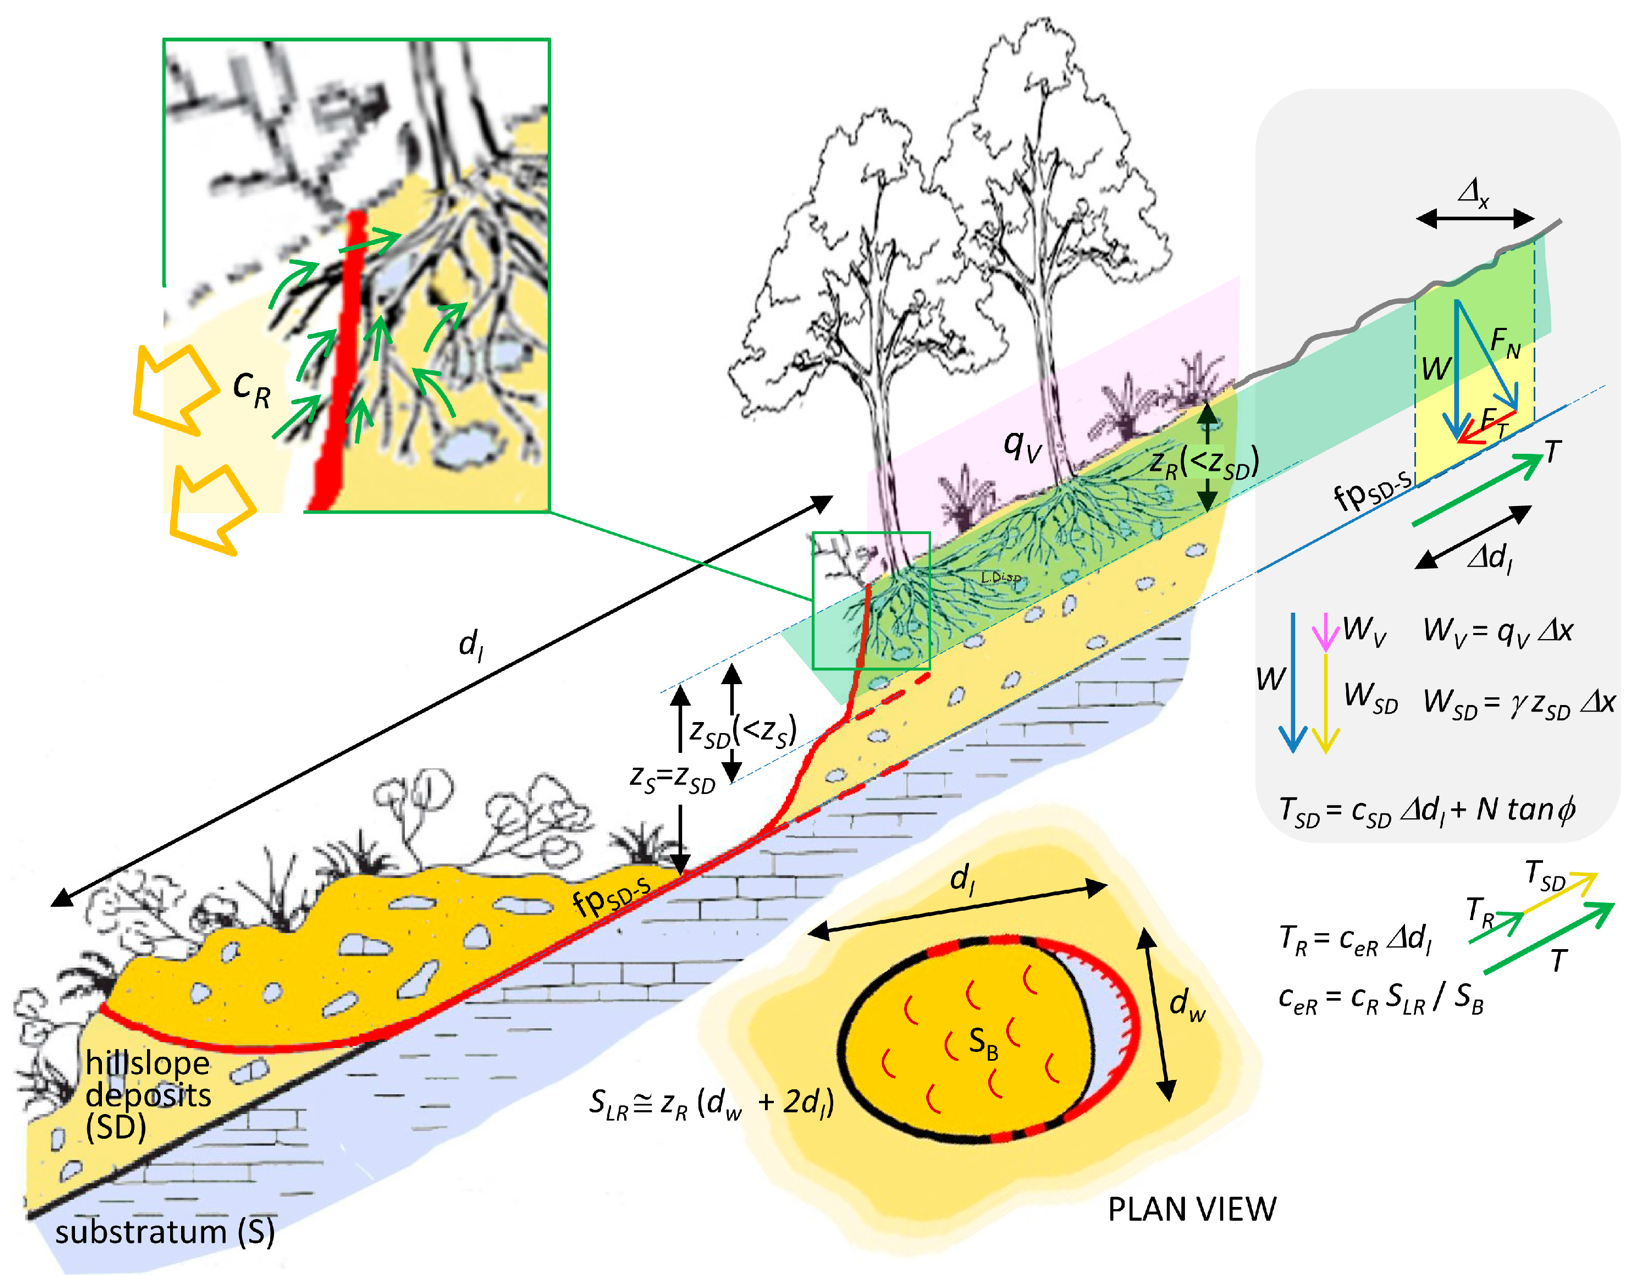 Δx
c_R
F_N
W
q_V
F_T
z_R(<z_SD)
T
fp_SD-S
Δd_l
L.Disp
d_l
W_V
W_V = q_V Δx
W
W_SD
W_SD = γ z_SD Δx
z_SD(<z_S)
z_S=z_SD
T_SD = c_SD Δd_l + N tanϕ
fp_SD-S
d_l
T_SD
T_R
T_R = c_eR Δd_l
T
c_eR = c_R S_LR / S_B
d_w
S_B
hillslope
deposits
(SD)
S_LR ≅ z_R (d_w + 2d_l)
PLAN VIEW
substratum (S)